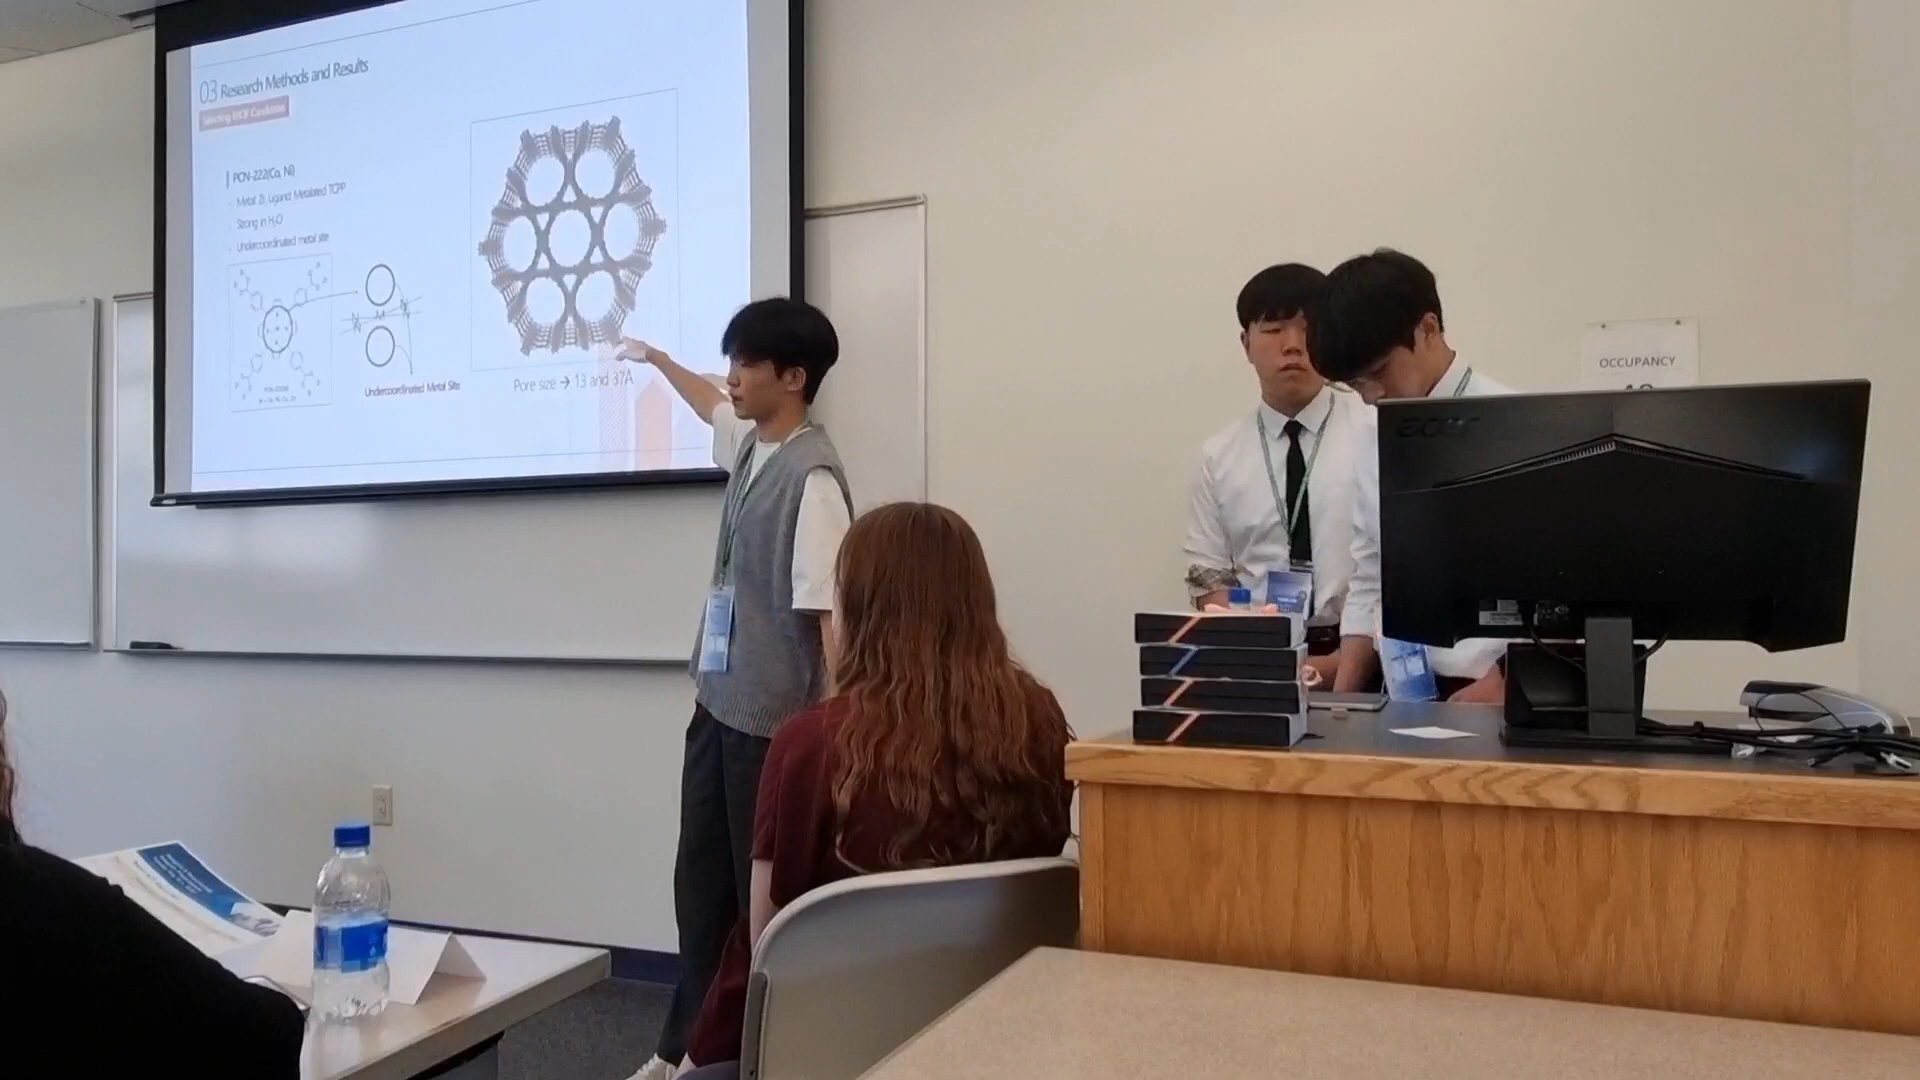 03 Research Methods and Results
Selecting MOF Candidates
PCN-222(Co, Ni)
- Metal: Zr, Ligand: Metalated TCPP
- Strong in H₂O
- Undercoordinated metal site
N
M
N
N
N
Undercoordinated Metal Site
Pore size → 13 and 37Å
OCCUPANCY
acer